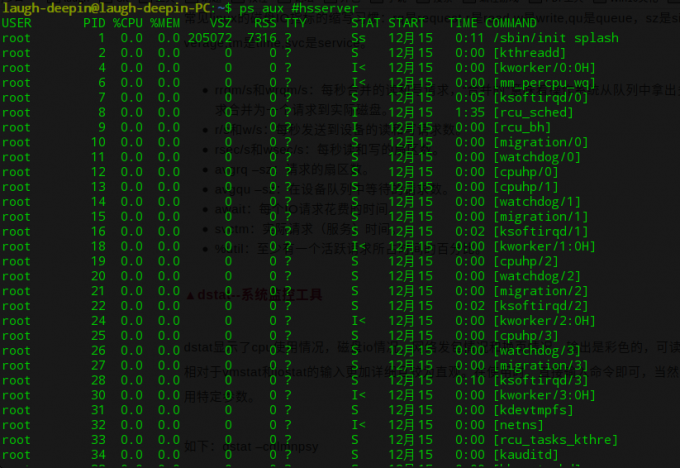 laugh-deepin@laugh-deepin-PC:~$ ps aux #hsserver
USER PID %CPU %MEM VSZ RSS TTY STAT START TIME COMMAND
root 1 0.0 0.0 205072 7316 ? Ss 12月15 0:11 /sbin/init splash
root 2 0.0 0.0 0 0 ? S 12月15 0:00 [kthreadd]
root 4 0.0 0.0 0 0 ? I< 12月15 0:00 [kworker/0:0H]
root 6 0.0 0.0 0 0 ? I< 12月15 0:00 [mm_percpu_wq]
root 7 0.0 0.0 0 0 ? S 12月15 0:05 [ksoftirqd/0]
root 8 0.0 0.0 0 0 ? I 12月15 1:35 [rcu_sched]
root 9 0.0 0.0 0 0 ? I 12月15 0:00 [rcu_bh]
root 10 0.0 0.0 0 0 ? S 12月15 0:00 [migration/0]
root 11 0.0 0.0 0 0 ? S 12月15 0:00 [watchdog/0]
root 12 0.0 0.0 0 0 ? S 12月15 0:00 [cpuhp/0]
root 13 0.0 0.0 0 0 ? S 12月15 0:00 [cpuhp/1]
root 14 0.0 0.0 0 0 ? S 12月15 0:00 [watchdog/1]
root 15 0.0 0.0 0 0 ? S 12月15 0:00 [migration/1]
root 16 0.0 0.0 0 0 ? S 12月15 0:02 [ksoftirqd/1]
root 18 0.0 0.0 0 0 ? I< 12月15 0:00 [kworker/1:0H]
root 19 0.0 0.0 0 0 ? S 12月15 0:00 [cpuhp/2]
root 20 0.0 0.0 0 0 ? S 12月15 0:00 [watchdog/2]
root 21 0.0 0.0 0 0 ? S 12月15 0:00 [migration/2]
root 22 0.0 0.0 0 0 ? S 12月15 0:02 [ksoftirqd/2]
root 24 0.0 0.0 0 0 ? I< 12月15 0:00 [kworker/2:0H]
root 25 0.0 0.0 0 0 ? S 12月15 0:00 [cpuhp/3]
root 26 0.0 0.0 0 0 ? S 12月15 0:00 [watchdog/3]
root 27 0.0 0.0 0 0 ? S 12月15 0:00 [migration/3]
root 28 0.0 0.0 0 0 ? S 12月15 0:10 [ksoftirqd/3]
root 30 0.0 0.0 0 0 ? I< 12月15 0:00 [kworker/3:0H]
root 31 0.0 0.0 0 0 ? S 12月15 0:00 [kdevtmpfs]
root 32 0.0 0.0 0 0 ? I< 12月15 0:00 [netns]
root 33 0.0 0.0 0 0 ? S 12月15 0:00 [rcu_tasks_kthre]
root 34 0.0 0.0 0 0 ? S 12月15 0:00 [kauditd]